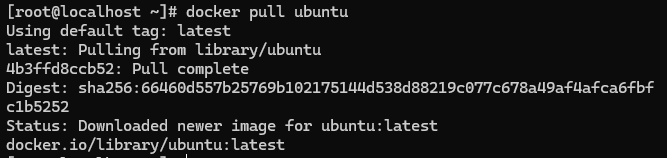 [root@localhost ~]# docker pull ubuntu
Using default tag: latest
latest: Pulling from library/ubuntu
4b3ffd8ccb52: Pull complete
Digest: sha256:66460d557b25769b102175144d538d88219c077c678a49af4afca6fbf
c1b5252
Status: Downloaded newer image for ubuntu:latest
docker.io/library/ubuntu:latest